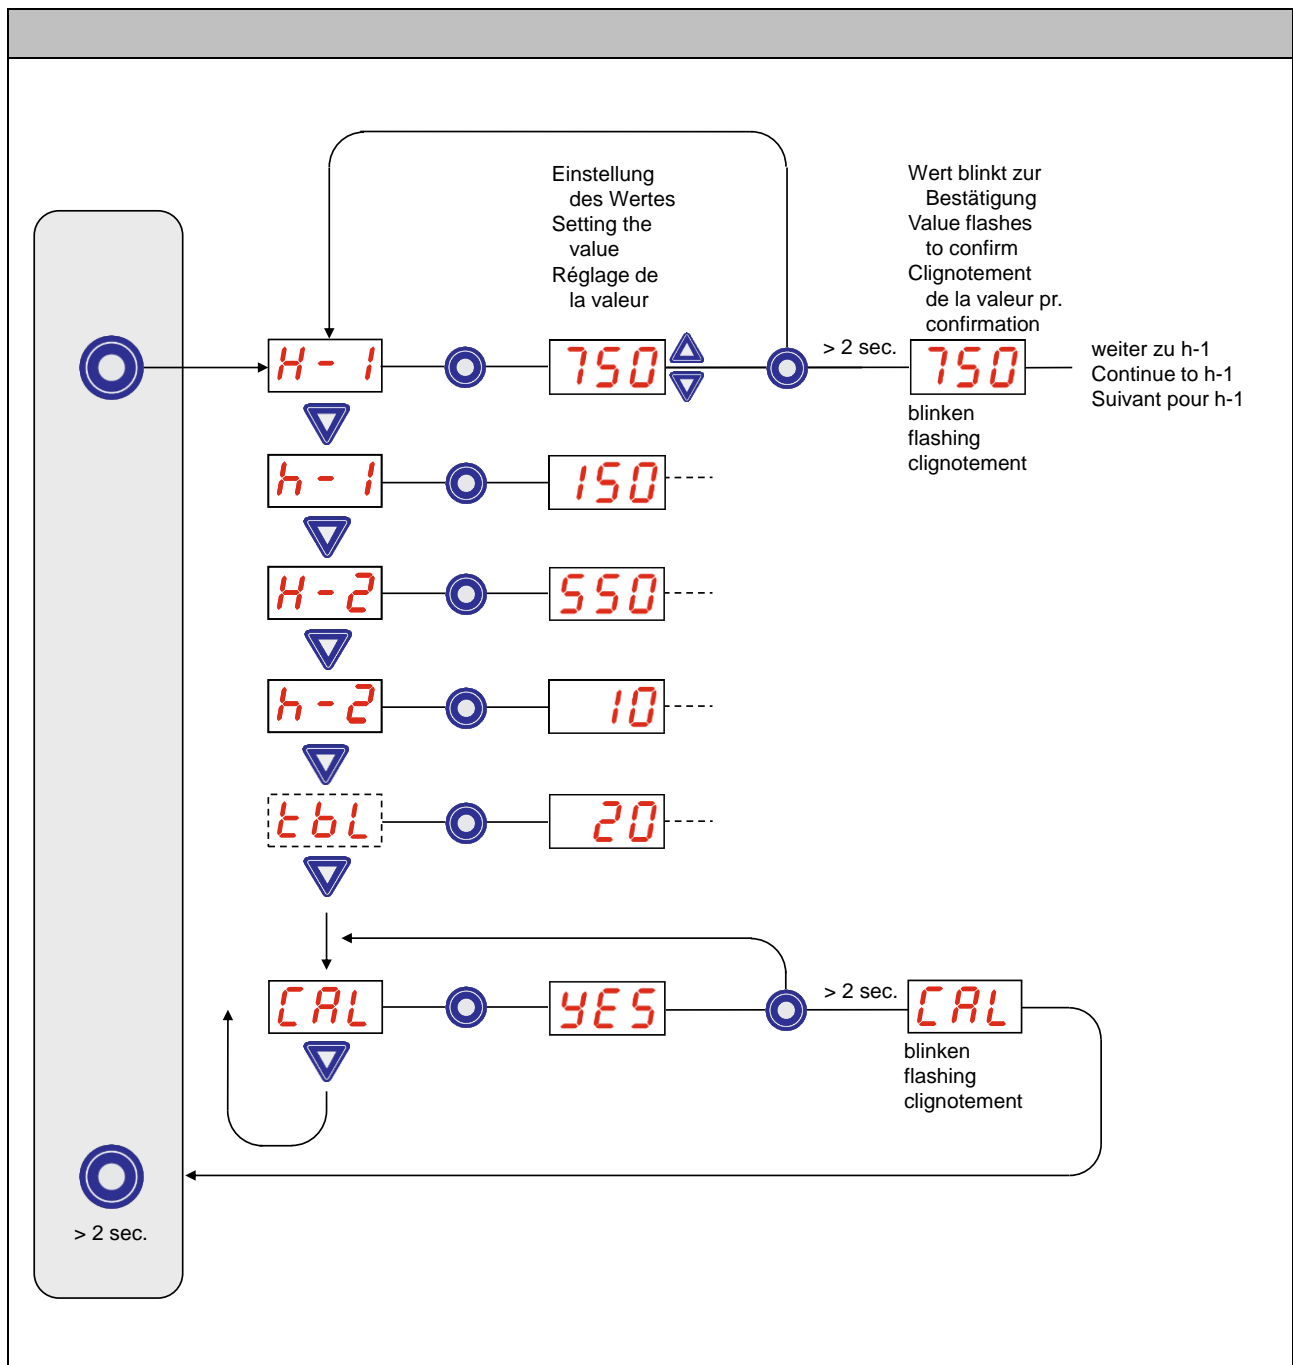 Einstellung
des Wertes
Setting the
value
Réglage de
la valeur
Wert blinkt zur
Bestätigung
Value flashes
to confirm
Clignotement
de la valeur pr.
confirmation
H-1
750
> 2 sec.
750
weiter zu h-1
Continue to h-1
Suivant pour h-1
blinken
flashing
clignotement
h-1
150
H-2
550
h-2
10
tbL
20
CAL
YES
> 2 sec.
CAL
blinken
flashing
clignotement
> 2 sec.